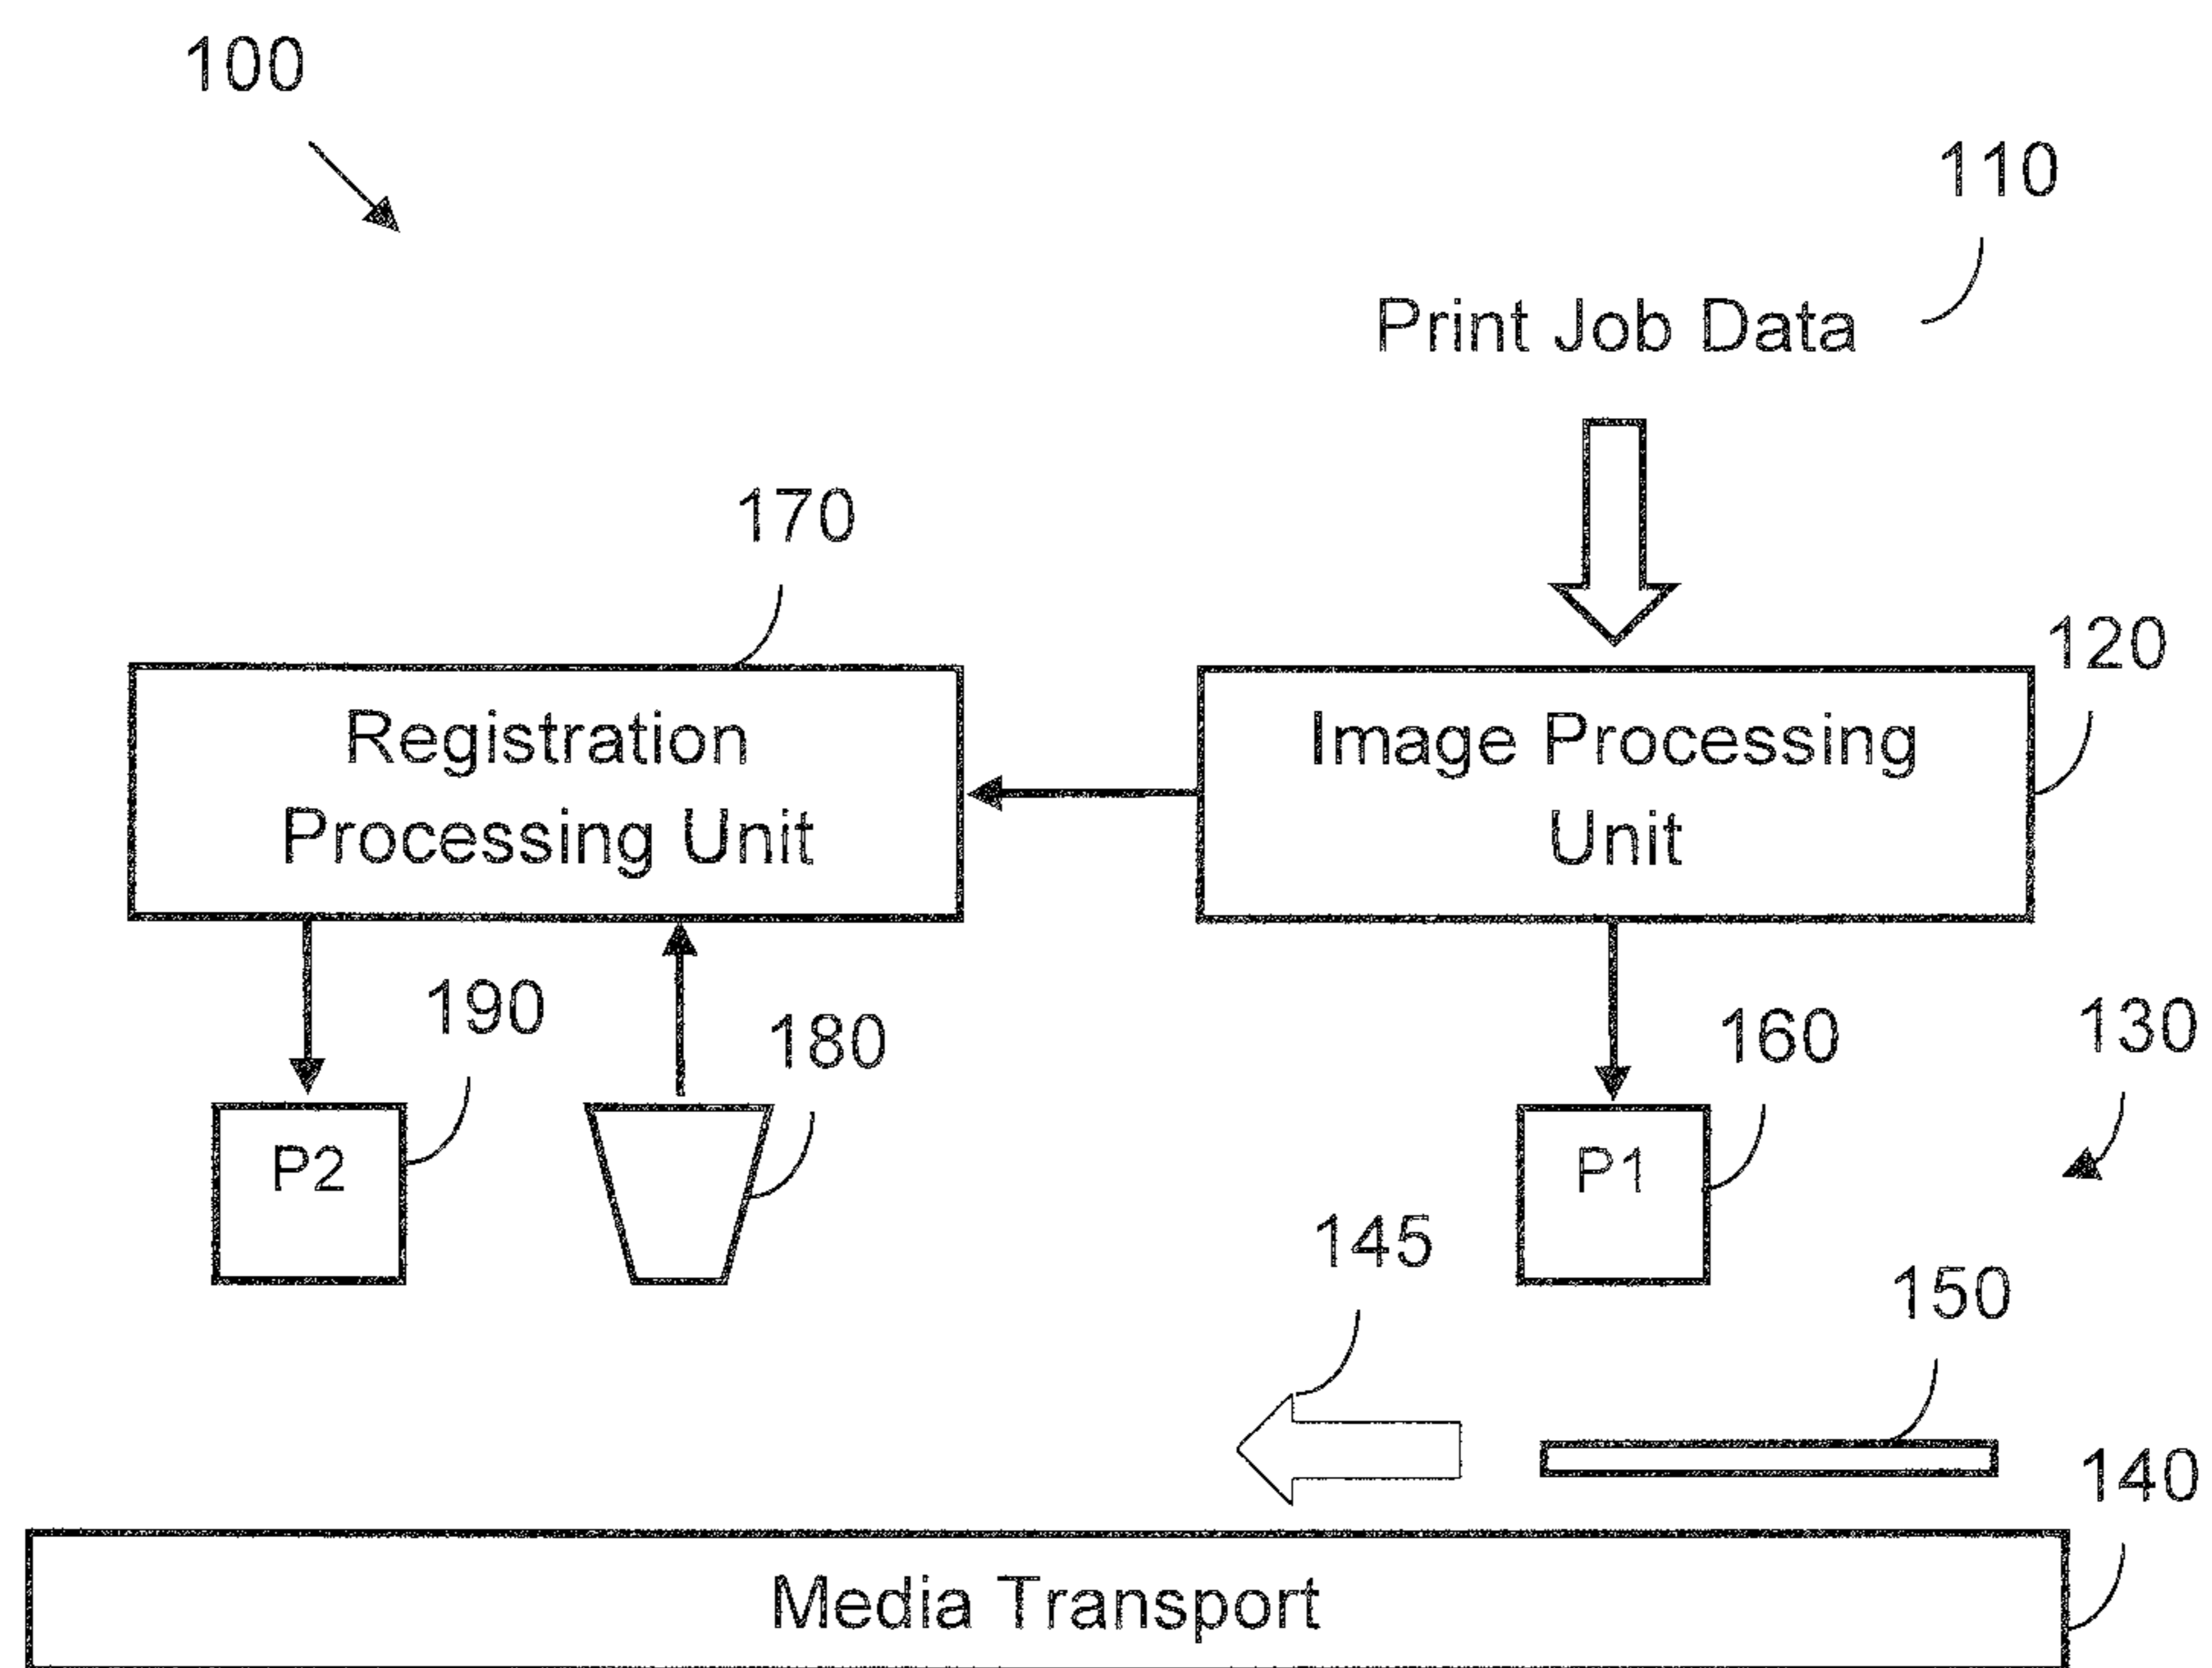 100
110
Print Job Data
170
120
Registration
Processing Unit
Image Processing
Unit
190
180
160
130
P2
P1
145
150
140
Media Transport